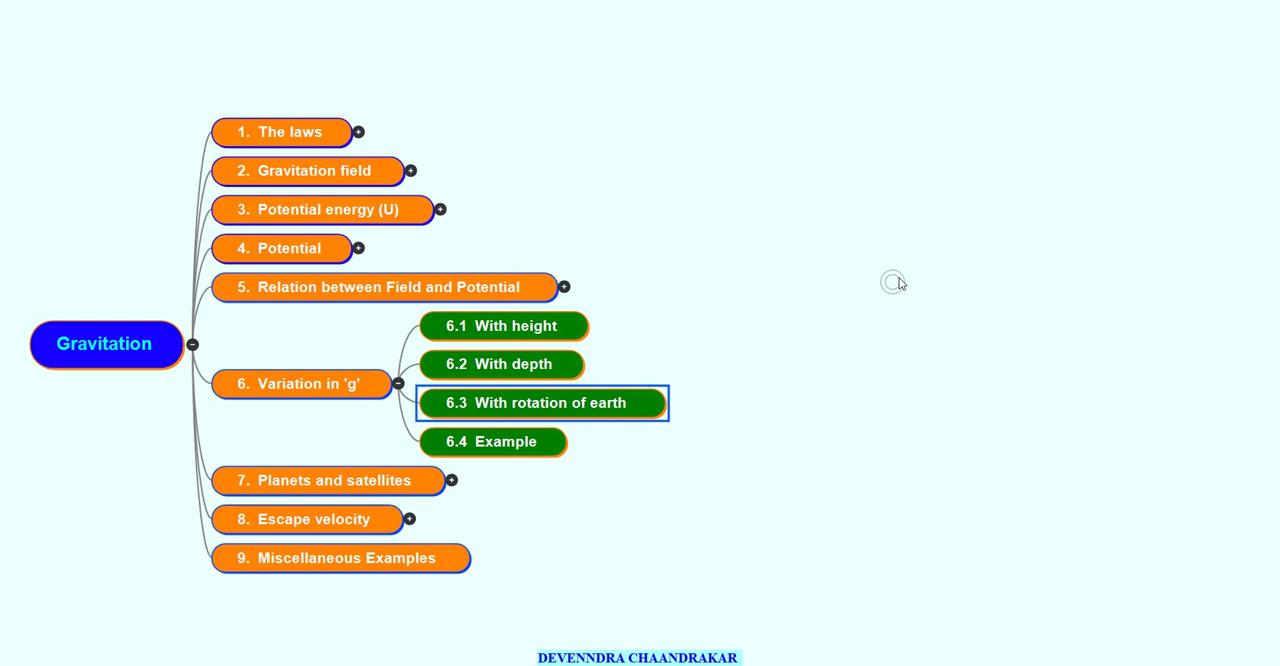 1. The laws
2. Gravitation field
3. Potential energy (U)
4. Potential
5. Relation between Field and Potential
6.1 With height
Gravitation
6.2 With depth
6. Variation in 'g'
6.3 With rotation of earth
6.4 Example
7. Planets and satellites
8. Escape velocity
9. Miscellaneous Examples
DEVENNDRA CHAANDRAKAR